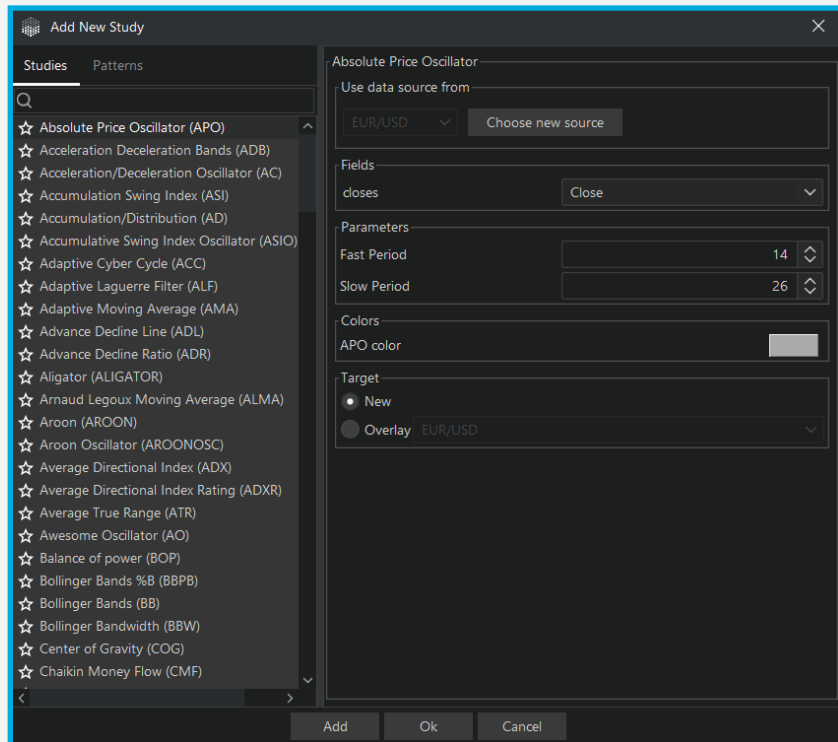 Add New Study
Studies Patterns
Absolute Price Oscillator (APO)
Acceleration Deceleration Bands (ADB)
Acceleration/Deceleration Oscillator (AC)
Accumulation Swing Index (ASI)
Accumulation/Distribution (AD)
Accumulative Swing Index Oscillator (ASIO)
Adaptive Cyber Cycle (ACC)
Adaptive Laguerre Filter (ALF)
Adaptive Moving Average (AMA)
Advance Decline Line (ADL)
Advance Decline Ratio (ADR)
Aligator (ALIGATOR)
Arnaud Legoux Moving Average (ALMA)
Aroon (AROON)
Aroon Oscillator (AROONOSC)
Average Directional Index (ADX)
Average Directional Index Rating (ADXR)
Average True Range (ATR)
Awesome Oscillator (AO)
Balance of power (BOP)
Bollinger Bands %B (BBPB)
Bollinger Bands (BB)
Bollinger Bandwidth (BBW)
Center of Gravity (COG)
Chaikin Money Flow (CMF)
Absolute Price Oscillator
Use data source from
EUR/USD Choose new source
Fields
closes Close
Parameters
Fast Period 14
Slow Period 26
Colors
APO color
Target
New
Overlay EUR/USD
Add Ok Cancel